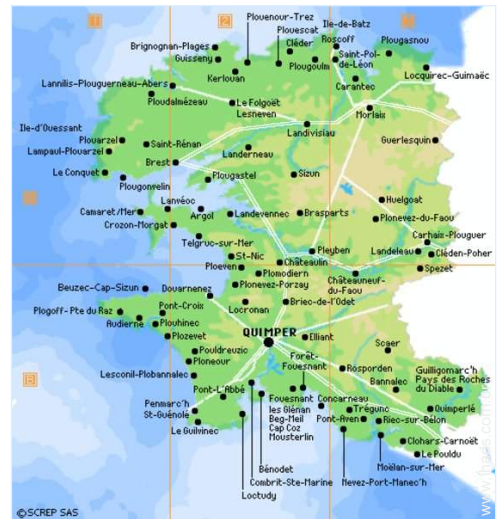 1
2
Plouenour-Trez
Plouescat
Cléder
Ile-de-Batz
Roscoff
Plougasnou
Brignognan-Plages
Guisseny
Kerlouan
Plougoulm
Saint-Pol-
de-Léon
Carantec
Locquirec-Guimaëc
Lannilis-Plouguerneau-Abers
Ploudalmézeau
Le Folgoët
Lesneven
Morlaix
Landivisiau
Ile-d'Ouessant
Plouarzel
Saint-Rénan
Lampaul-Plouarzel
Landerneau
Guerlesquin
Brest
Le Conquet
Plougonvelin
Plougastel
Sizun
Lanvéoc
Argol
Camaret/Mer
Landevennec
Brasparts
Huelgoat
Plonevez-du-Faou
Crozon-Morgat
Telgruc-sur-Mer
Carhaix-Plouguer
Pleyben
Landeleau
Cléden-Poher
St-Nic
Ploeven
Châteaulin
Spezet
Plomodiern
Châteauneuf-
du-Faou
Beuzec-Cap-Sizun
Douarnenez
Plonevez-Porzay
Pont-Croix
Locronan
Briec-de-l'Odet
Plogoff-Pte du Raz
Audierne
Plouhinec
QUIMPER
Plozevet
Elliant
Scaer
Pouldreuzic
Forêt-
Fouesnant
Ploneour
Rosporden
Guilligomarc'h
Pays des Roches
du Diable
Lesconil-Plobannalec
Bannalec
B
Pont-L'Abbé
Penmarc'h
St-Guénolé
Fouesnant
les Glénan
Beg-Meil
Cap Coz
Mousterlin
Concarneau
Trégunc
Quimperlé
Pont-Aven
Riec-sur-Bélon
Le Guilvinec
Clohars-Carnoët
Le Pouldu
Bénodet
Moëlan-sur-Mer
Combrit-Ste-Marine
Nevez-Port-Manec'h
Loctudy
©SCREP SAS